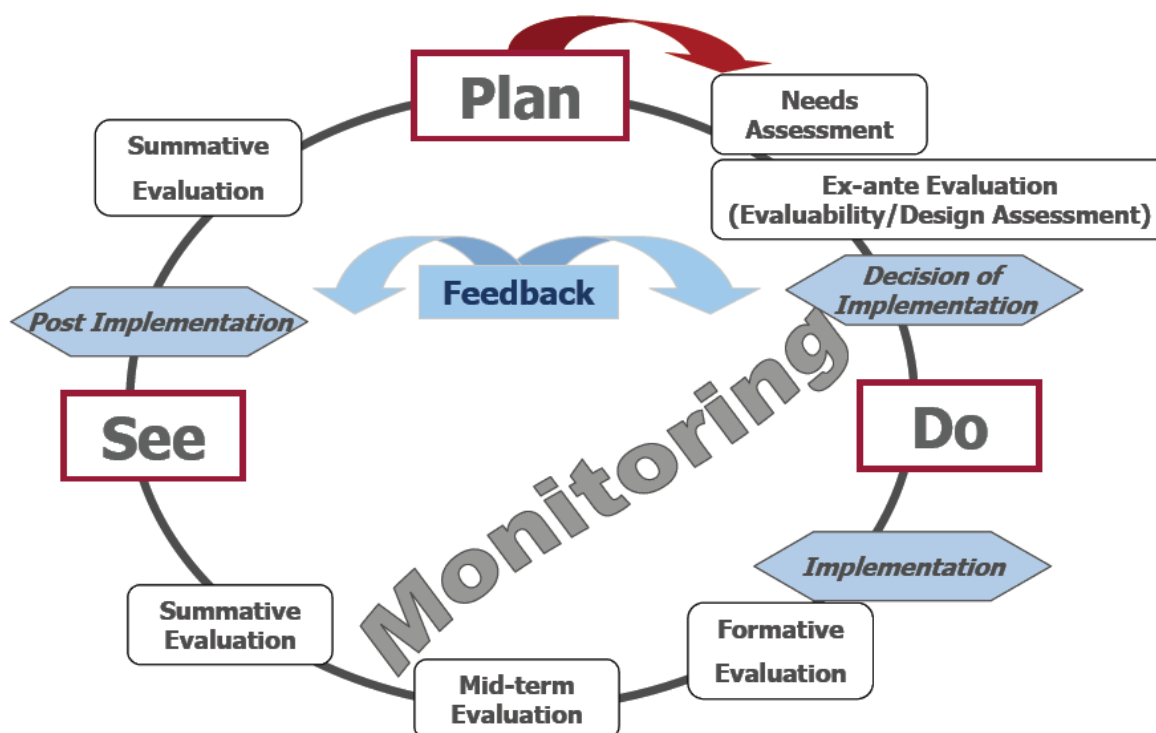 Plan
Needs
Assessment
Ex-ante Evaluation
(Evaluability/Design Assessment)
Decision of
Implementation
Do
Implementation
Formative
Evaluation
Mid-term
Evaluation
Summative
Evaluation
See
Post Implementation
Summative
Evaluation
Feedback
Monitoring